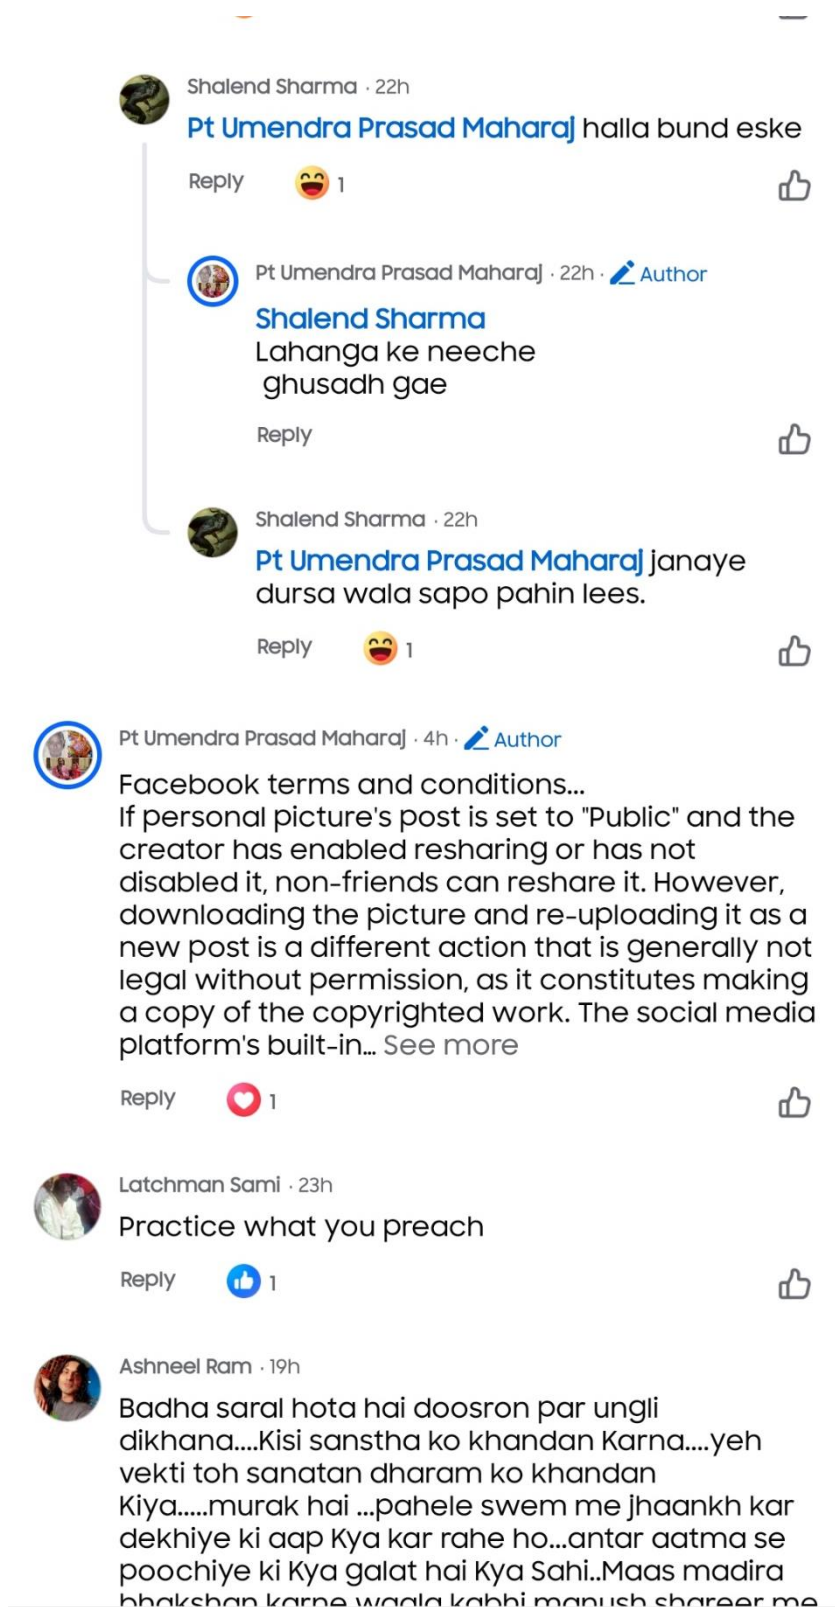 Shalend Sharma · 22h
Pt Umendra Prasad Maharaj halla bund eske
Reply 1
Pt Umendra Prasad Maharaj · 22h · Author
Shalend Sharma
Lahanga ke neeche
ghusadh gae
Reply
Shalend Sharma · 22h
Pt Umendra Prasad Maharaj janaye
dursa wala sapo pahin lees.
Reply 1
Pt Umendra Prasad Maharaj · 4h · Author
Facebook terms and conditions...
If personal picture's post is set to "Public" and the
creator has enabled resharing or has not
disabled it, non-friends can reshare it. However,
downloading the picture and re-uploading it as a
new post is a different action that is generally not
legal without permission, as it constitutes making
a copy of the copyrighted work. The social media
platform's built-in... See more
Reply 1
Latchman Sami · 23h
Practice what you preach
Reply 1
Ashneel Ram · 19h
Badha saral hota hai doosron par ungli
dikhana....Kisi sanstha ko khandan Karna....yeh
vekti toh sanatan dharam ko khandan
Kiya.....murak hai ...pahele swem me jhaankh kar
dekhiye ki aap Kya kar rahe ho...antar aatma se
poochiye ki Kya galat hai Kya Sahi..Maas madira
bhakshan karne waala kabhi manush shareer me